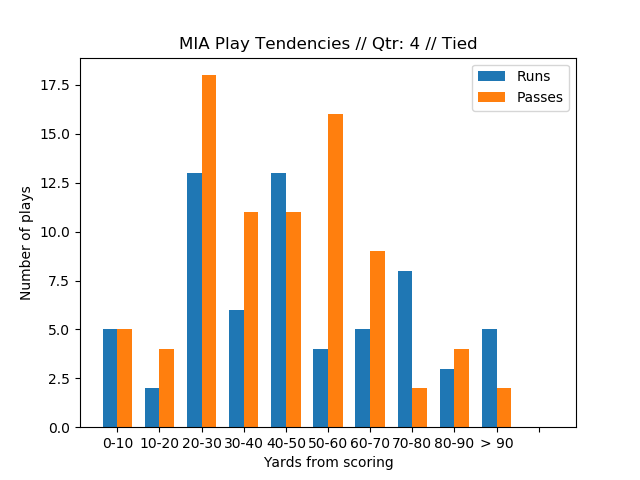 MIA Play Tendencies // Qtr: 4 // Tied
Runs
Passes
17.5
15.0
12.5
10.0
7.5
5.0
2.5
0.0
Number of plays
0-10 10-20 20-30 30-40 40-50 50-60 60-70 70-80 80-90 > 90
Yards from scoring